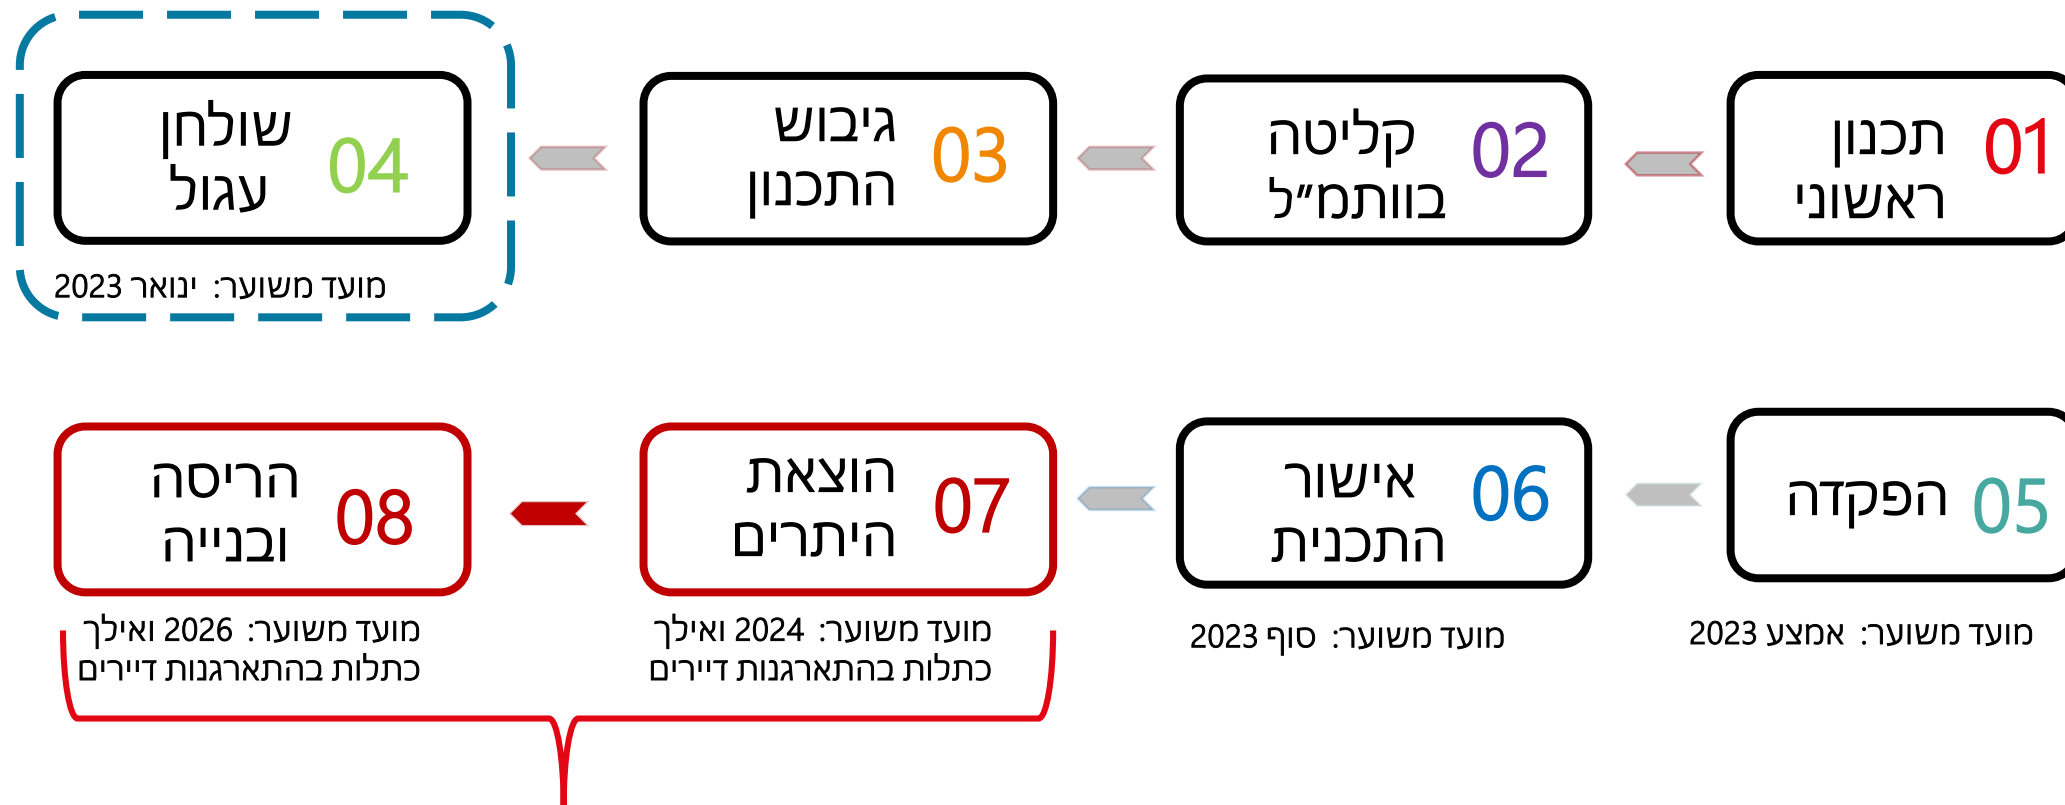 01
תכנון
ראשוני
02
קליטה
בוותמ״ל
03
גיבוש
התכנון
04
שולחן
עגול
מועד משוער: ינואר 2023
05
הפקדה
מועד משוער: אמצע 2023
06
אישור
התכנית
מועד משוער: סוף 2023
07
הוצאת
היתרים
מועד משוער: 2024 ואילך
כתלות בהתארגנות דיירים
08
הריסה
ובנייה
מועד משוער: 2026 ואילך
כתלות בהתארגנות דיירים